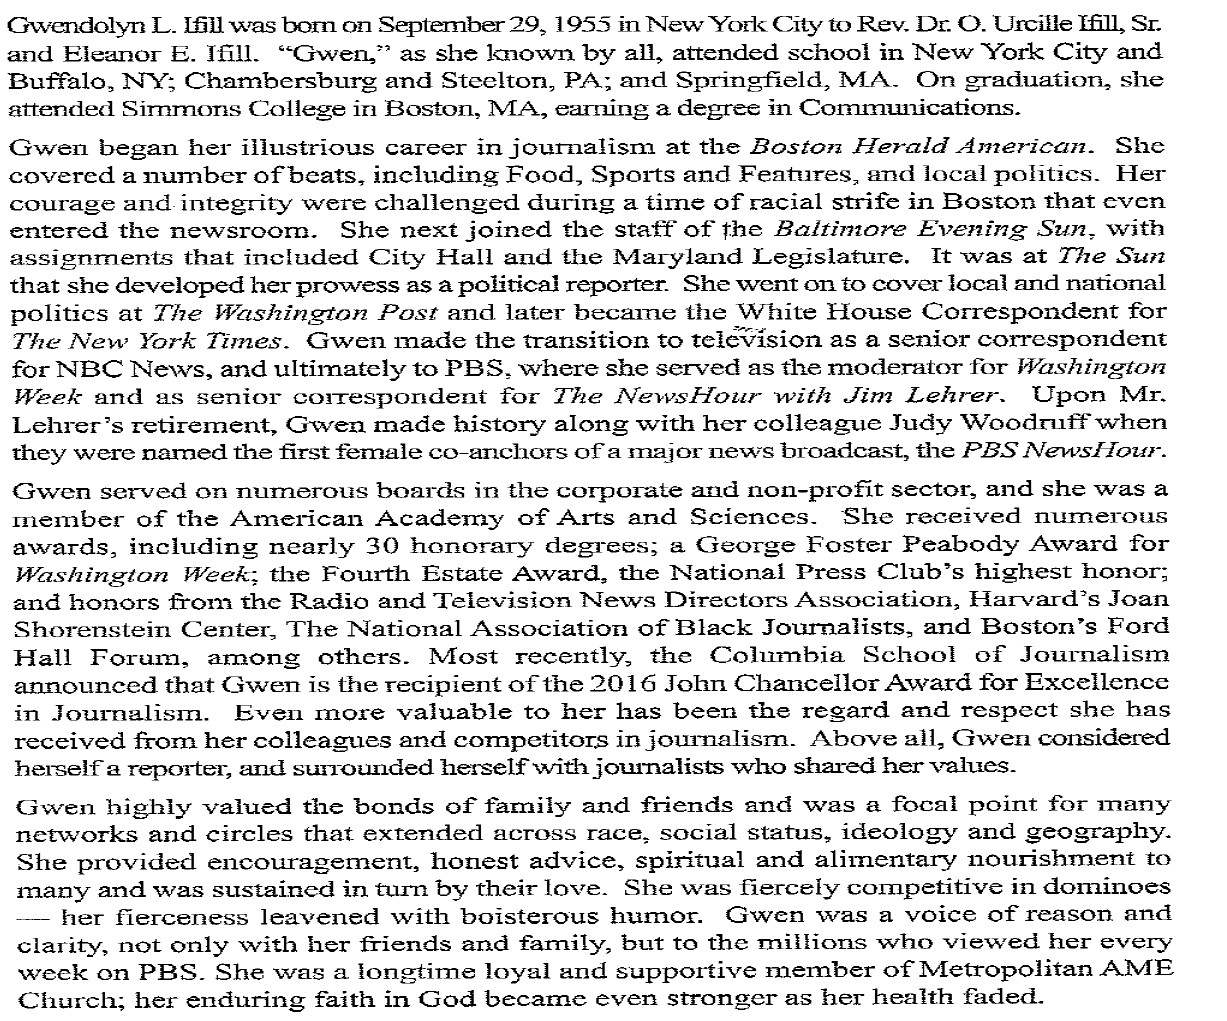 Gwendolyn L. Ifill was born on September 29, 1955 in New York City to Rev. Dr. O. Urcille Ifill, Sr.
and Eleanor E. Ifill. “Gwen,” as she known by all, attended school in New York City and
Buffalo, NY; Chambersburg and Steelton, PA; and Springfield, MA. On graduation, she
attended Simmons College in Boston, MA, earning a degree in Communications.
Gwen began her illustrious career in journalism at the Boston Herald American. She
covered a number of beats, including Food, Sports and Features, and local politics. Her
courage and integrity were challenged during a time of racial strife in Boston that even
entered the newsroom. She next joined the staff of the Baltimore Evening Sun, with
assignments that included City Hall and the Maryland Legislature. It was at The Sun
that she developed her prowess as a political reporter. She went on to cover local and national
politics at The Washington Post and later became the White House Correspondent for
The New York Times. Gwen made the transition to television as a senior correspondent
for NBC News, and ultimately to PBS, where she served as the moderator for Washington
Week and as senior correspondent for The NewsHour with Jim Lehrer. Upon Mr.
Lehrer’s retirement, Gwen made history along with her colleague Judy Woodruff when
they were named the first female co-anchors of a major news broadcast, the PBS NewsHour.
Gwen served on numerous boards in the corporate and non-profit sector, and she was a
member of the American Academy of Arts and Sciences. She received numerous
awards, including nearly 30 honorary degrees; a George Foster Peabody Award for
Washington Week; the Fourth Estate Award, the National Press Club’s highest honor;
and honors from the Radio and Television News Directors Association, Harvard’s Joan
Shorenstein Center, The National Association of Black Journalists, and Boston’s Ford
Hall Forum, among others. Most recently, the Columbia School of Journalism
announced that Gwen is the recipient of the 2016 John Chancellor Award for Excellence
in Journalism. Even more valuable to her has been the regard and respect she has
received from her colleagues and competitors in journalism. Above all, Gwen considered
herself a reporter, and surrounded herself with journalists who shared her values.
Gwen highly valued the bonds of family and friends and was a focal point for many
networks and circles that extended across race, social status, ideology and geography.
She provided encouragement, honest advice, spiritual and alimentary nourishment to
many and was sustained in turn by their love. She was fiercely competitive in dominoes
— her fierceness leavened with boisterous humor. Gwen was a voice of reason and
clarity, not only with her friends and family, but to the millions who viewed her every
week on PBS. She was a longtime loyal and supportive member of Metropolitan AME
Church; her enduring faith in God became even stronger as her health faded.